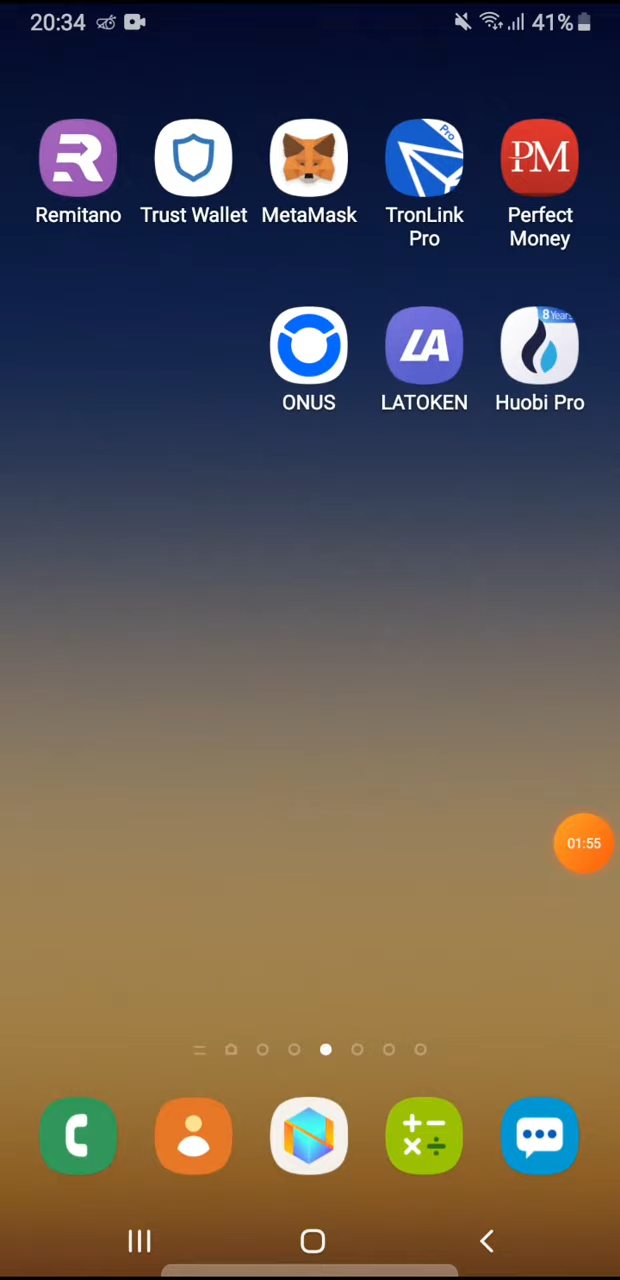 20:34
41%
Remitano
Trust Wallet
MetaMask
Pro
TronLink
Pro
PM
Perfect
Money
ONUS
LA
LATOKEN
8 Years
Huobi Pro
01:55